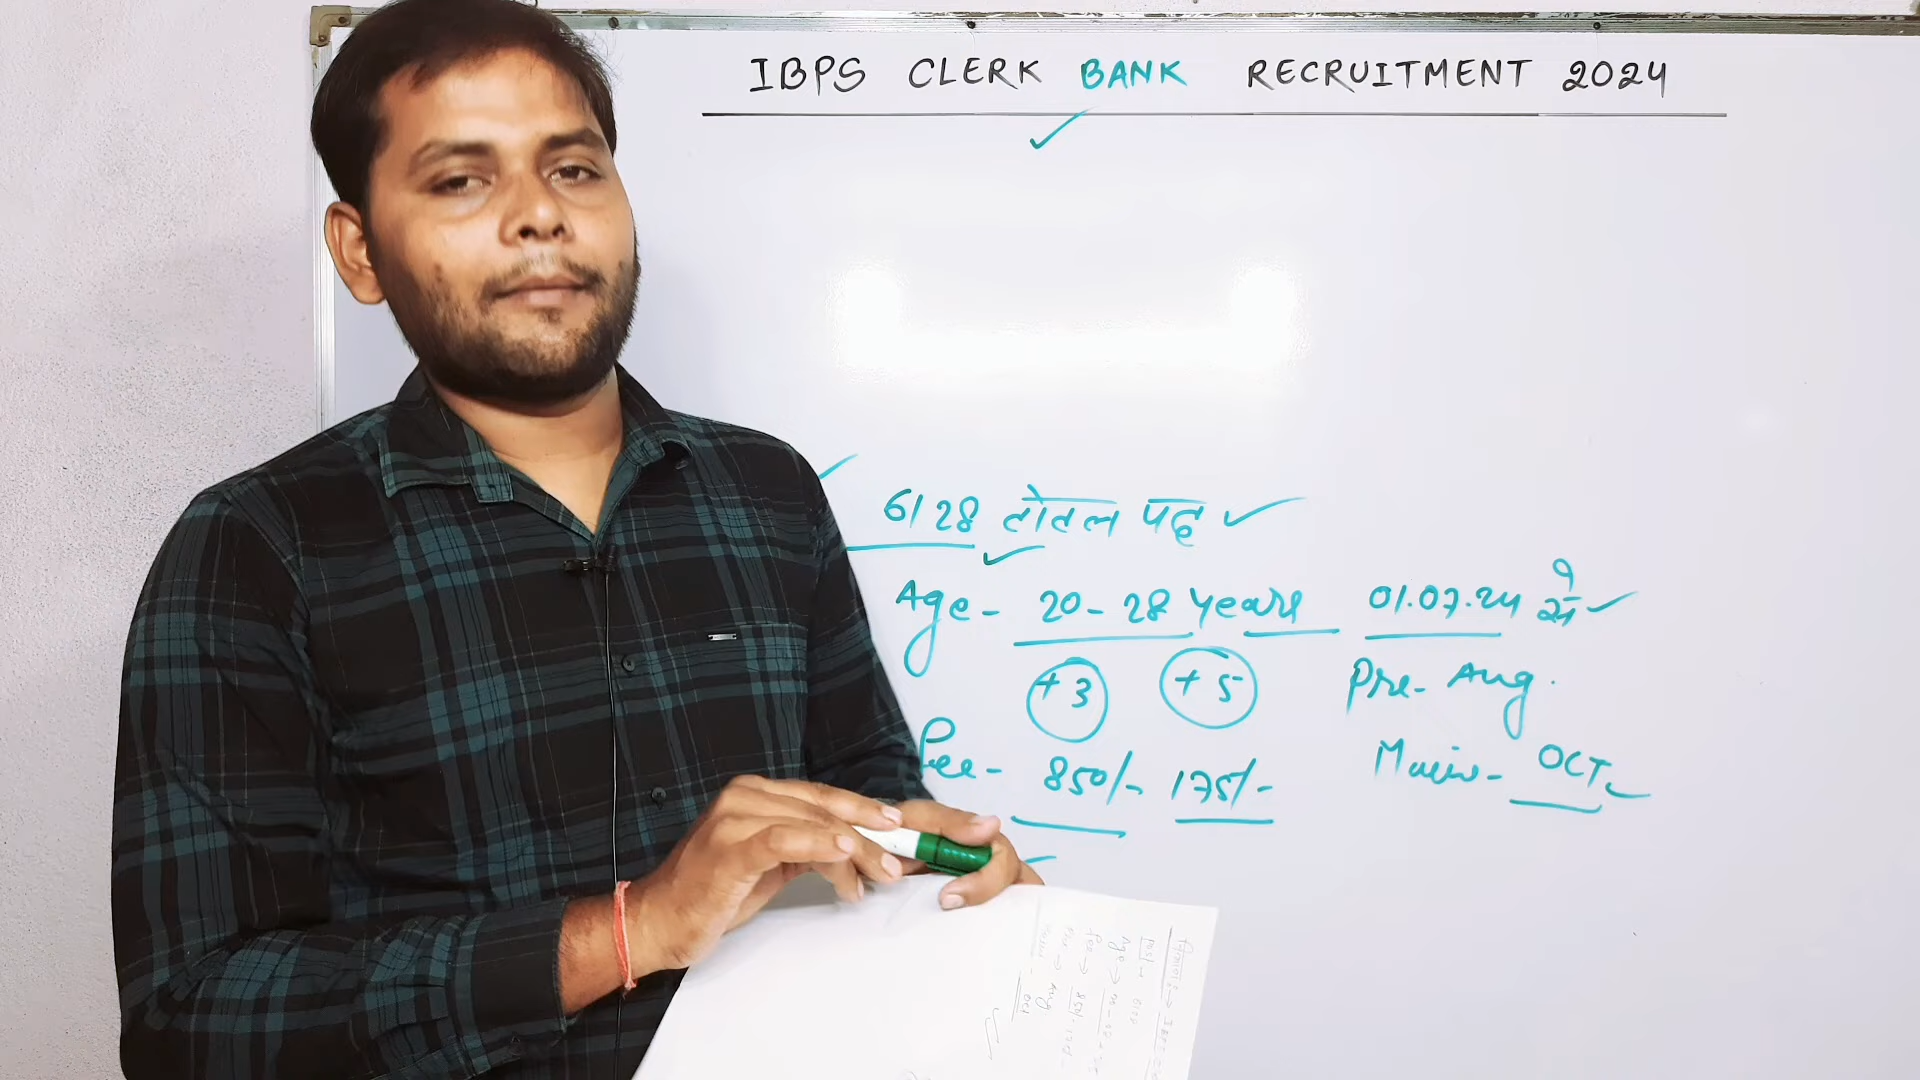 IBPS CLERK BANK RECRUITMENT 2024
6128 टोटल पद
Age - 20 - 28 years 01.07.24
+3 +5 Pre - Aug.
Fee - 850/- 175/- Mains - OCT